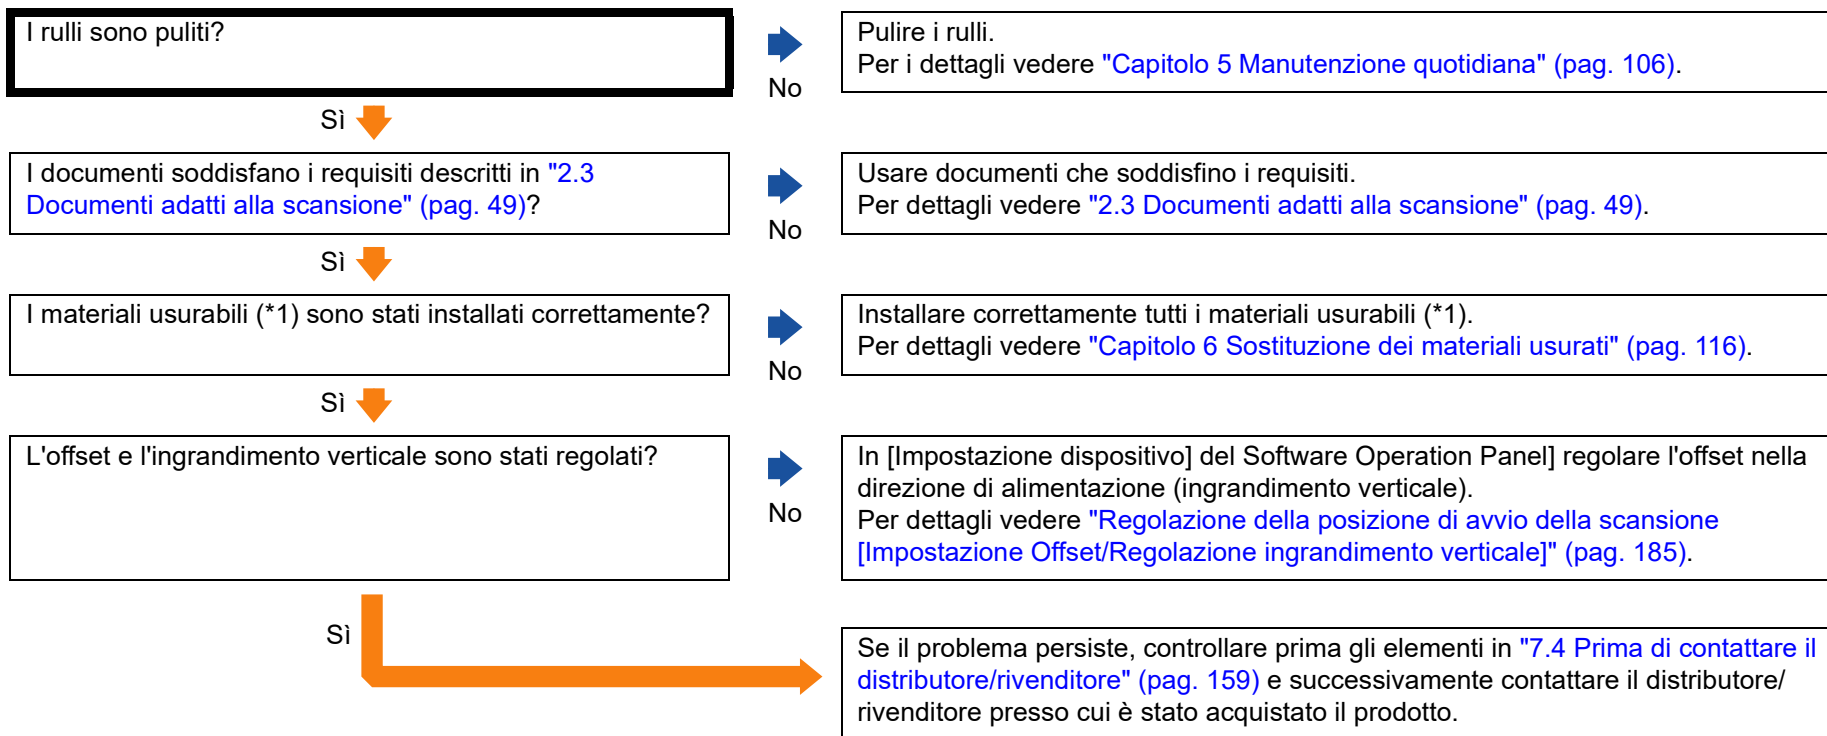 I rulli sono puliti?
No
Pulire i rulli.
Per i dettagli vedere "Capitolo 5 Manutenzione quotidiana" (pag. 106).
Sì
I documenti soddisfano i requisiti descritti in "2.3
Documenti adatti alla scansione" (pag. 49)?
No
Usare documenti che soddisfino i requisiti.
Per dettagli vedere "2.3 Documenti adatti alla scansione" (pag. 49).
Sì
I materiali usurabili (*1) sono stati installati correttamente?
No
Installare correttamente tutti i materiali usurabili (*1).
Per dettagli vedere "Capitolo 6 Sostituzione dei materiali usurati" (pag. 116).
Sì
L'offset e l'ingrandimento verticale sono stati regolati?
No
In [Impostazione dispositivo] del Software Operation Panel] regolare l'offset nella
direzione di alimentazione (ingrandimento verticale).
Per dettagli vedere "Regolazione della posizione di avvio della scansione
[Impostazione Offset/Regolazione ingrandimento verticale]" (pag. 185).
Sì
Se il problema persiste, controllare prima gli elementi in "7.4 Prima di contattare il
distributore/rivenditore" (pag. 159) e successivamente contattare il distributore/
rivenditore presso cui è stato acquistato il prodotto.